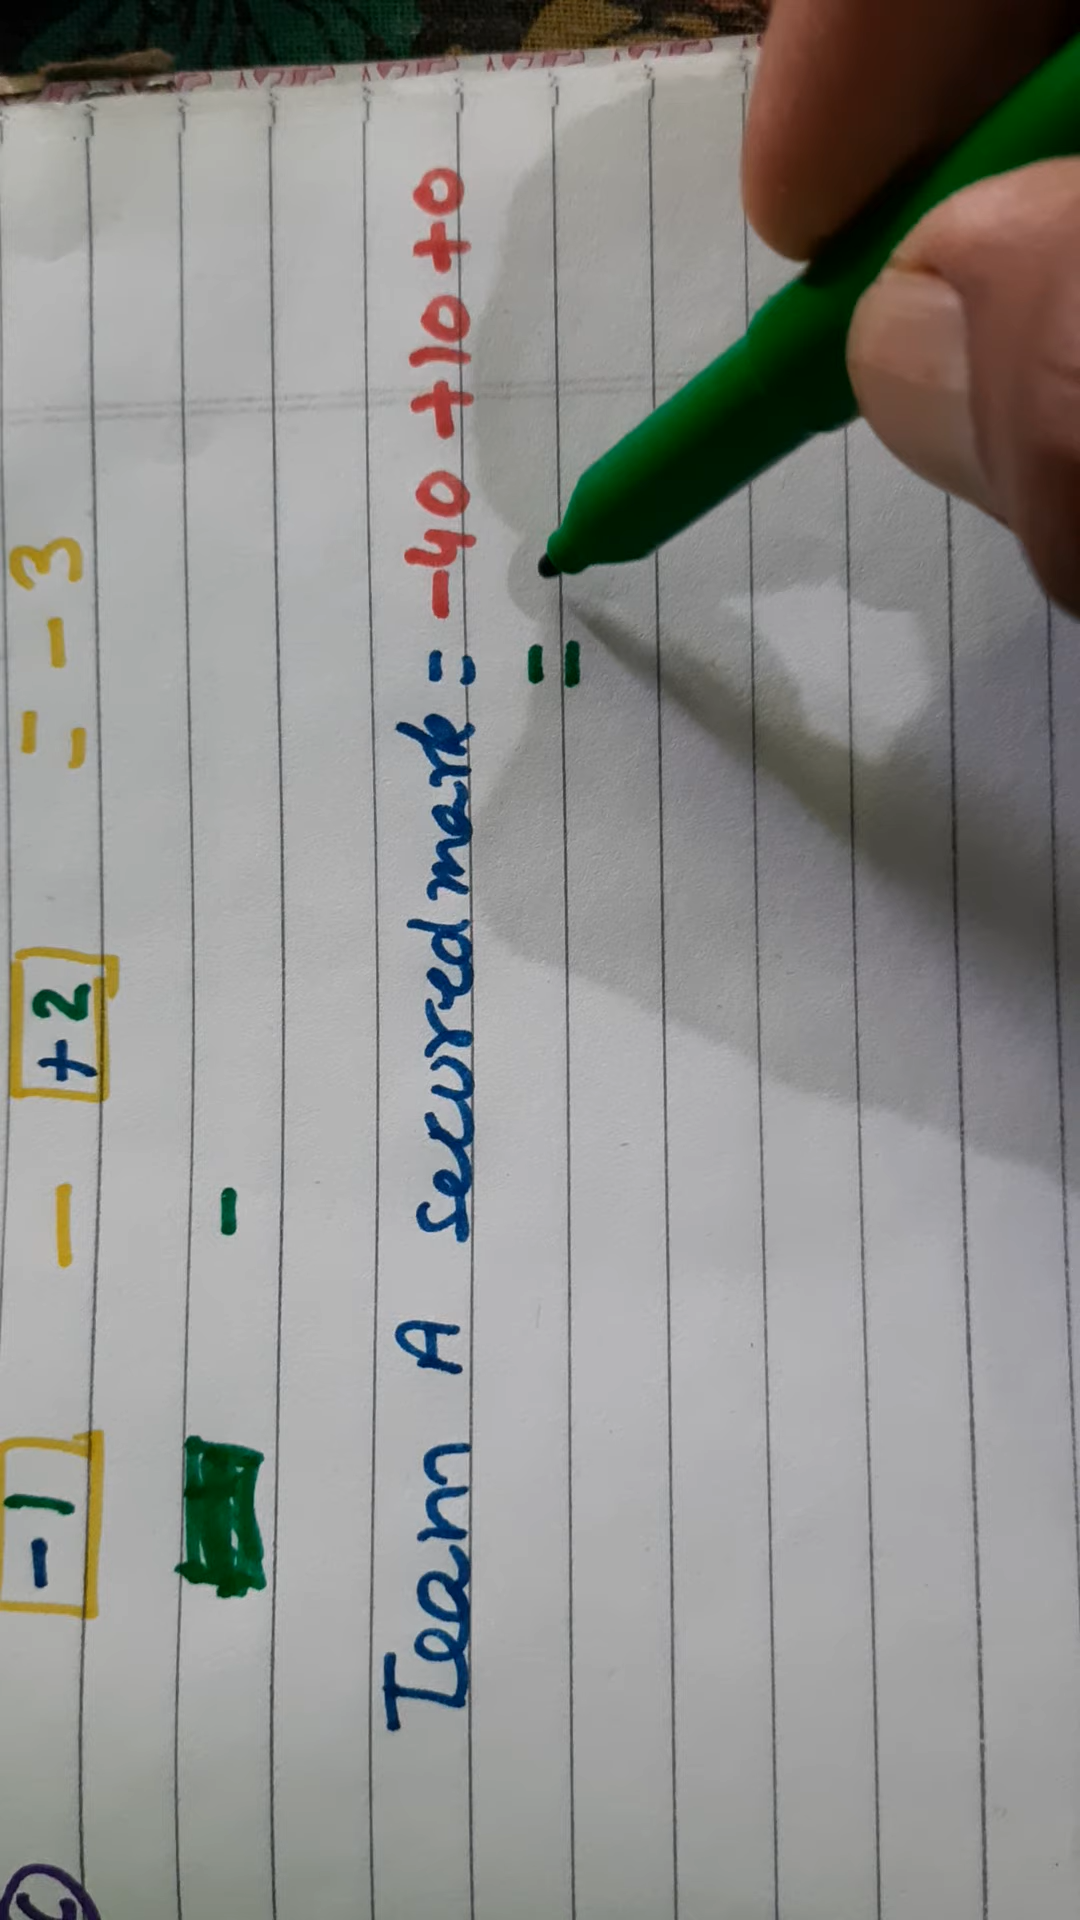 -1 - +2 = -3
-
Team A secured mark = -40 +10 +0
=